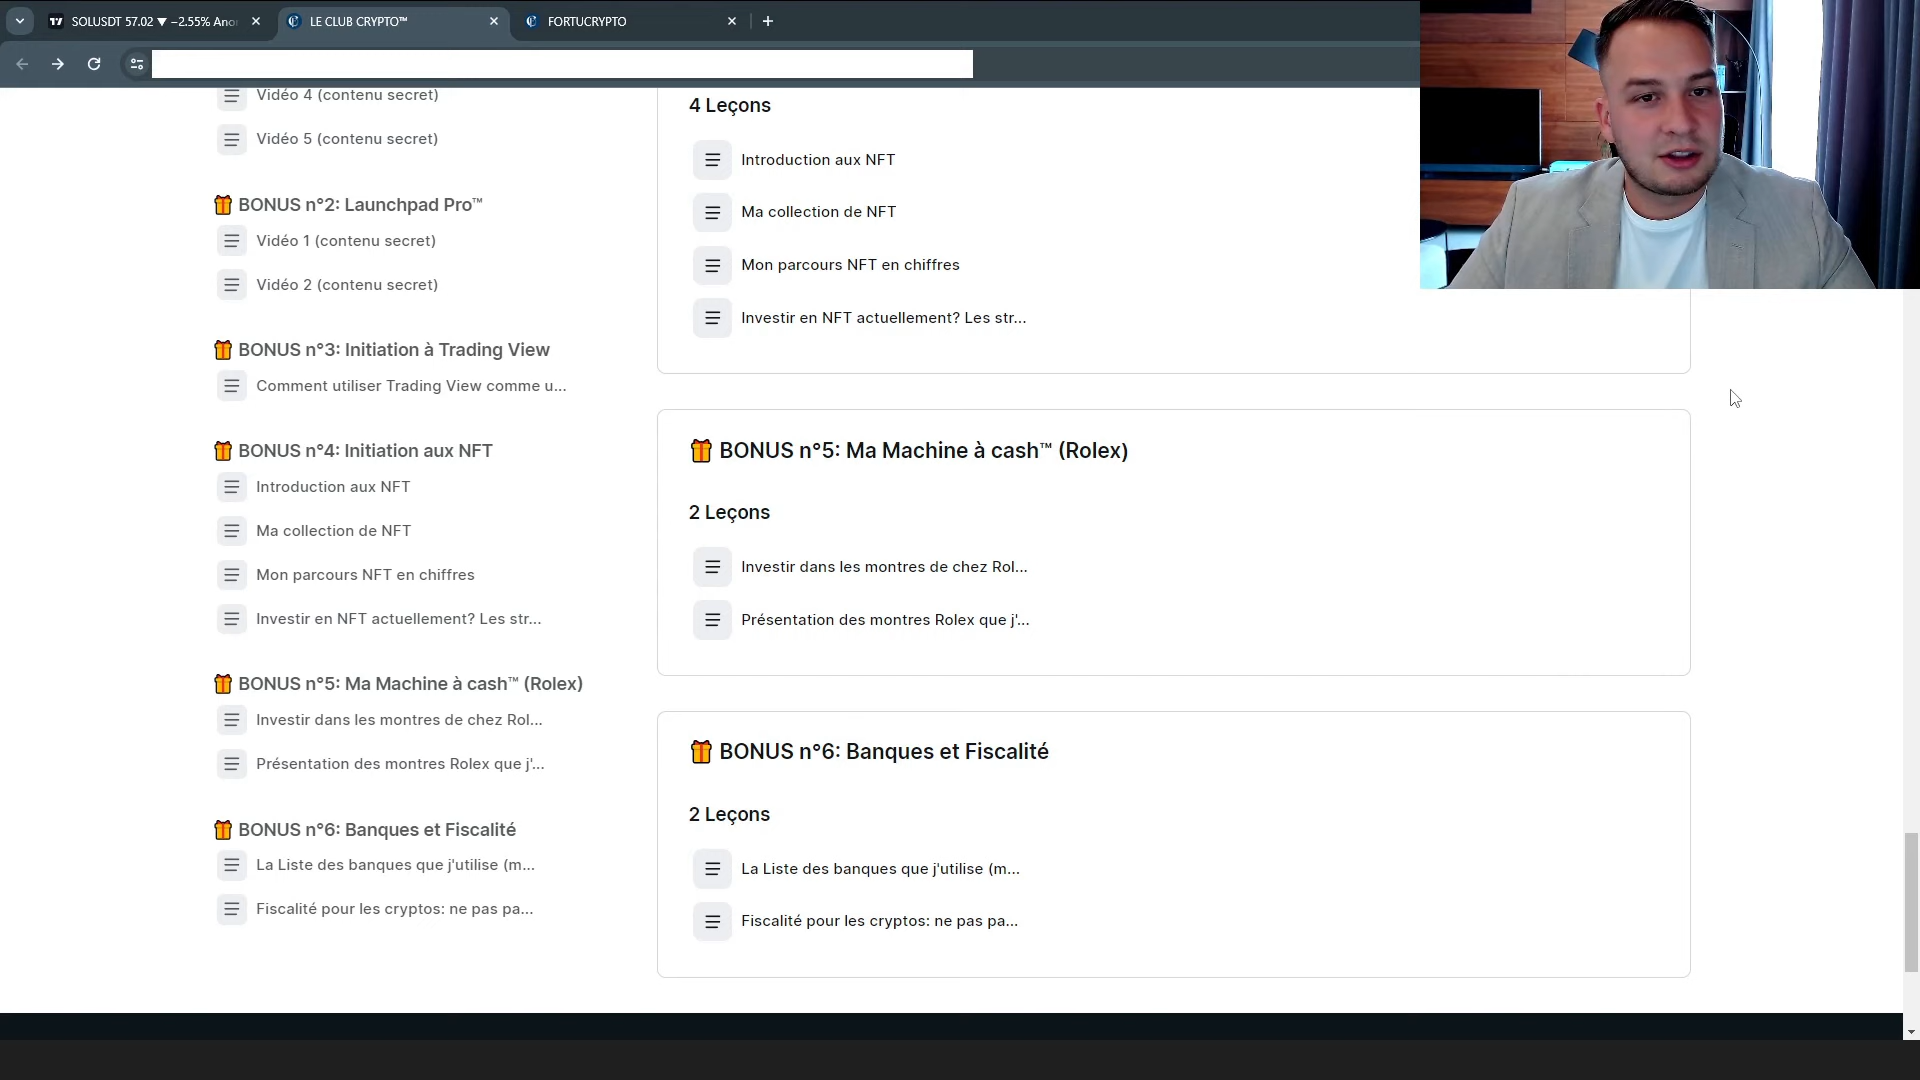 SOLUSDT 57.02 ▼ −2.55% Ano
LE CLUB CRYPTO™
FORTUCRYPTO
Vidéo 4 (contenu secret)
Vidéo 5 (contenu secret)
BONUS n°2: Launchpad Pro™
Vidéo 1 (contenu secret)
Vidéo 2 (contenu secret)
BONUS n°3: Initiation à Trading View
Comment utiliser Trading View comme u...
BONUS n°4: Initiation aux NFT
Introduction aux NFT
Ma collection de NFT
Mon parcours NFT en chiffres
Investir en NFT actuellement? Les str...
BONUS n°5: Ma Machine à cash™ (Rolex)
Investir dans les montres de chez Rol...
Présentation des montres Rolex que j'...
BONUS n°6: Banques et Fiscalité
La Liste des banques que j'utilise (m...
Fiscalité pour les cryptos: ne pas pa...
4 Leçons
Introduction aux NFT
Ma collection de NFT
Mon parcours NFT en chiffres
Investir en NFT actuellement? Les str...
BONUS n°5: Ma Machine à cash™ (Rolex)
2 Leçons
Investir dans les montres de chez Rol...
Présentation des montres Rolex que j'...
BONUS n°6: Banques et Fiscalité
2 Leçons
La Liste des banques que j'utilise (m...
Fiscalité pour les cryptos: ne pas pa...